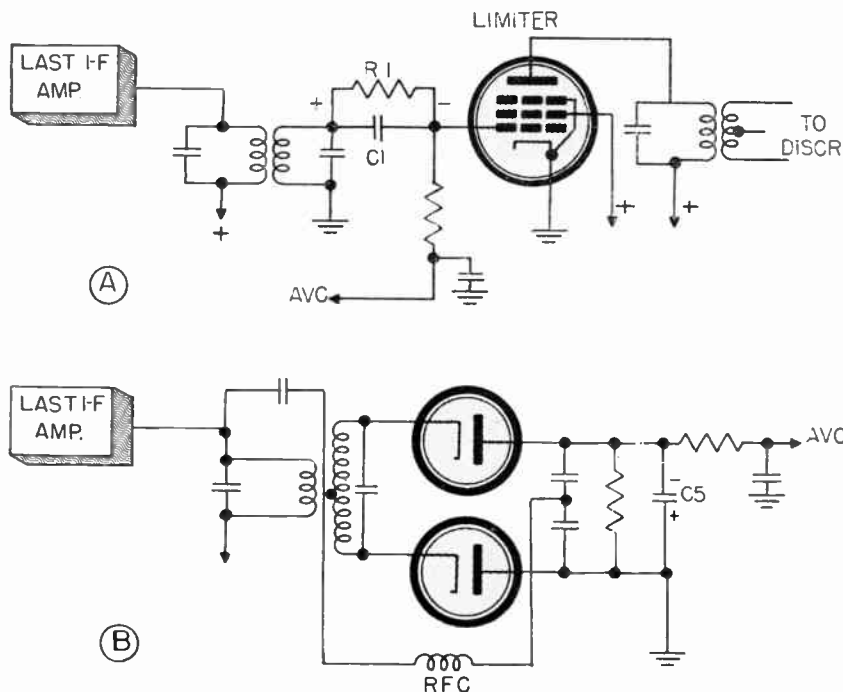 LIMITER
LAST I-F
AMP.
R1
+
-
C1
+
+
+
TO
DISCR
A
AVC
LAST I-F
AMP.
AVC
-
C5
+
B
RFC